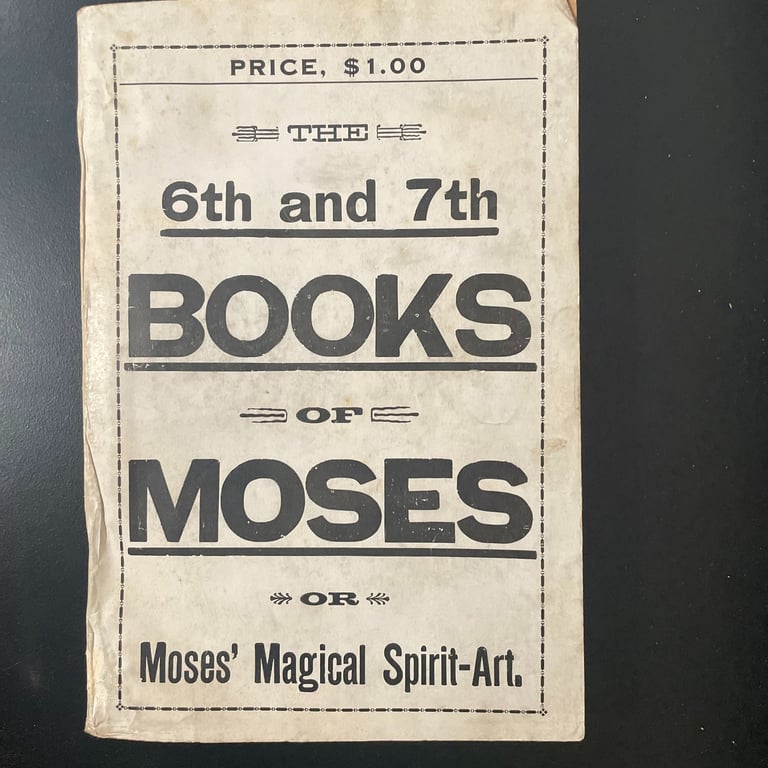 PRICE, $1.00
THE
6th and 7th
BOOKS
OF
MOSES
OR
Moses' Magical Spirit-Art.